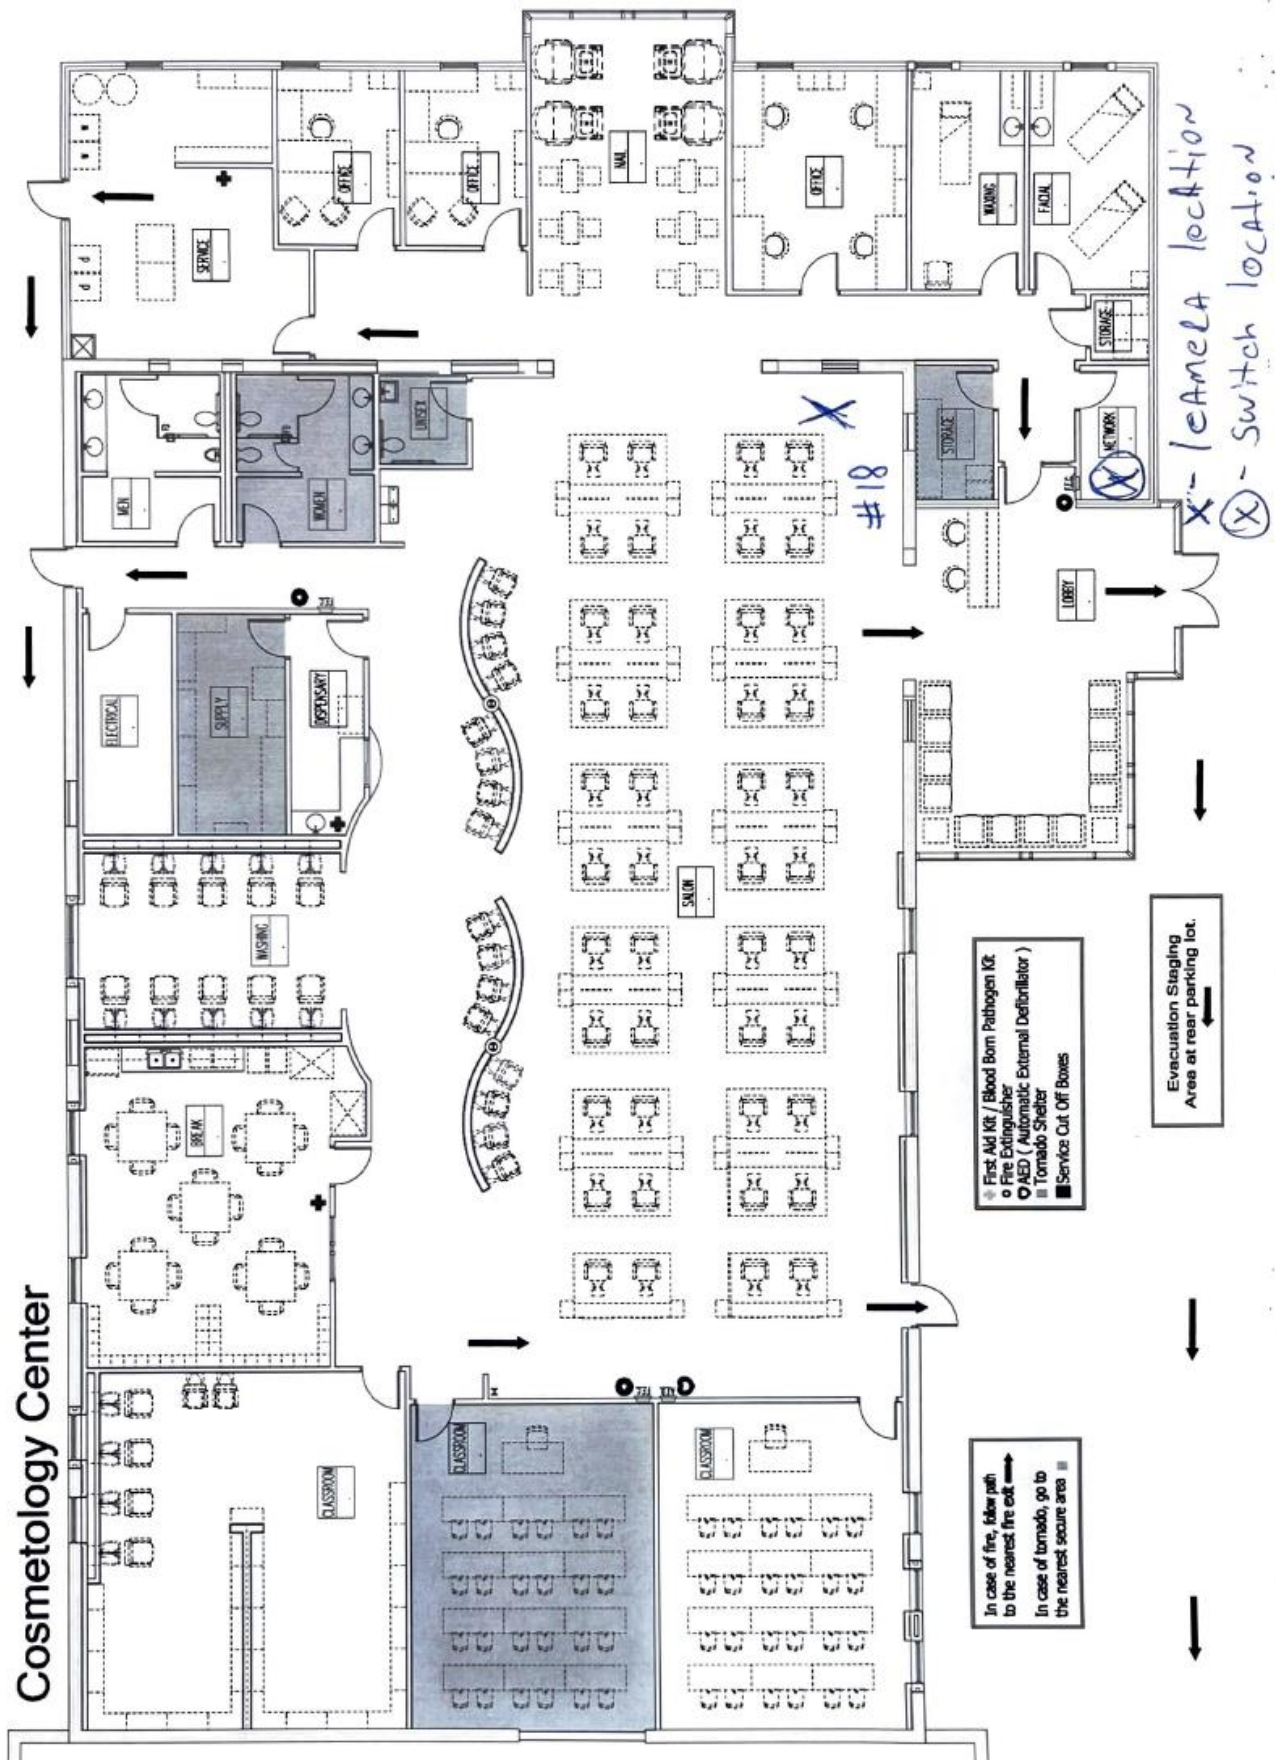 Cosmetology Center
SERVICE
OFFICE
OFFICE
NAIL
OFFICE
WAXING
FACIAL
STORAGE
NETWORK
STORAGE
MEN
WOMEN
UNISEX
ELECTRICAL
SUPPLY
DISPENSARY
WASHING
BREAK
SALON
LOBBY
CLASSROOM
CLASSROOM
CLASSROOM
W
W
D
D
FEC
FEC
FEC
#18
X
X
X - 1 CAMERA locAtion
X - Switch locAtion
First Aid Kit / Blood Born Pathogen Kit
Fire Extinguisher
AED ( Automatic External Defibrillator )
Tornado Shelter
Service Cut Off Boxes
Evacuation Staging
Area at rear parking lot.
In case of fire, follow path
to the nearest fire exit
In case of tornado, go to
the nearest secure area